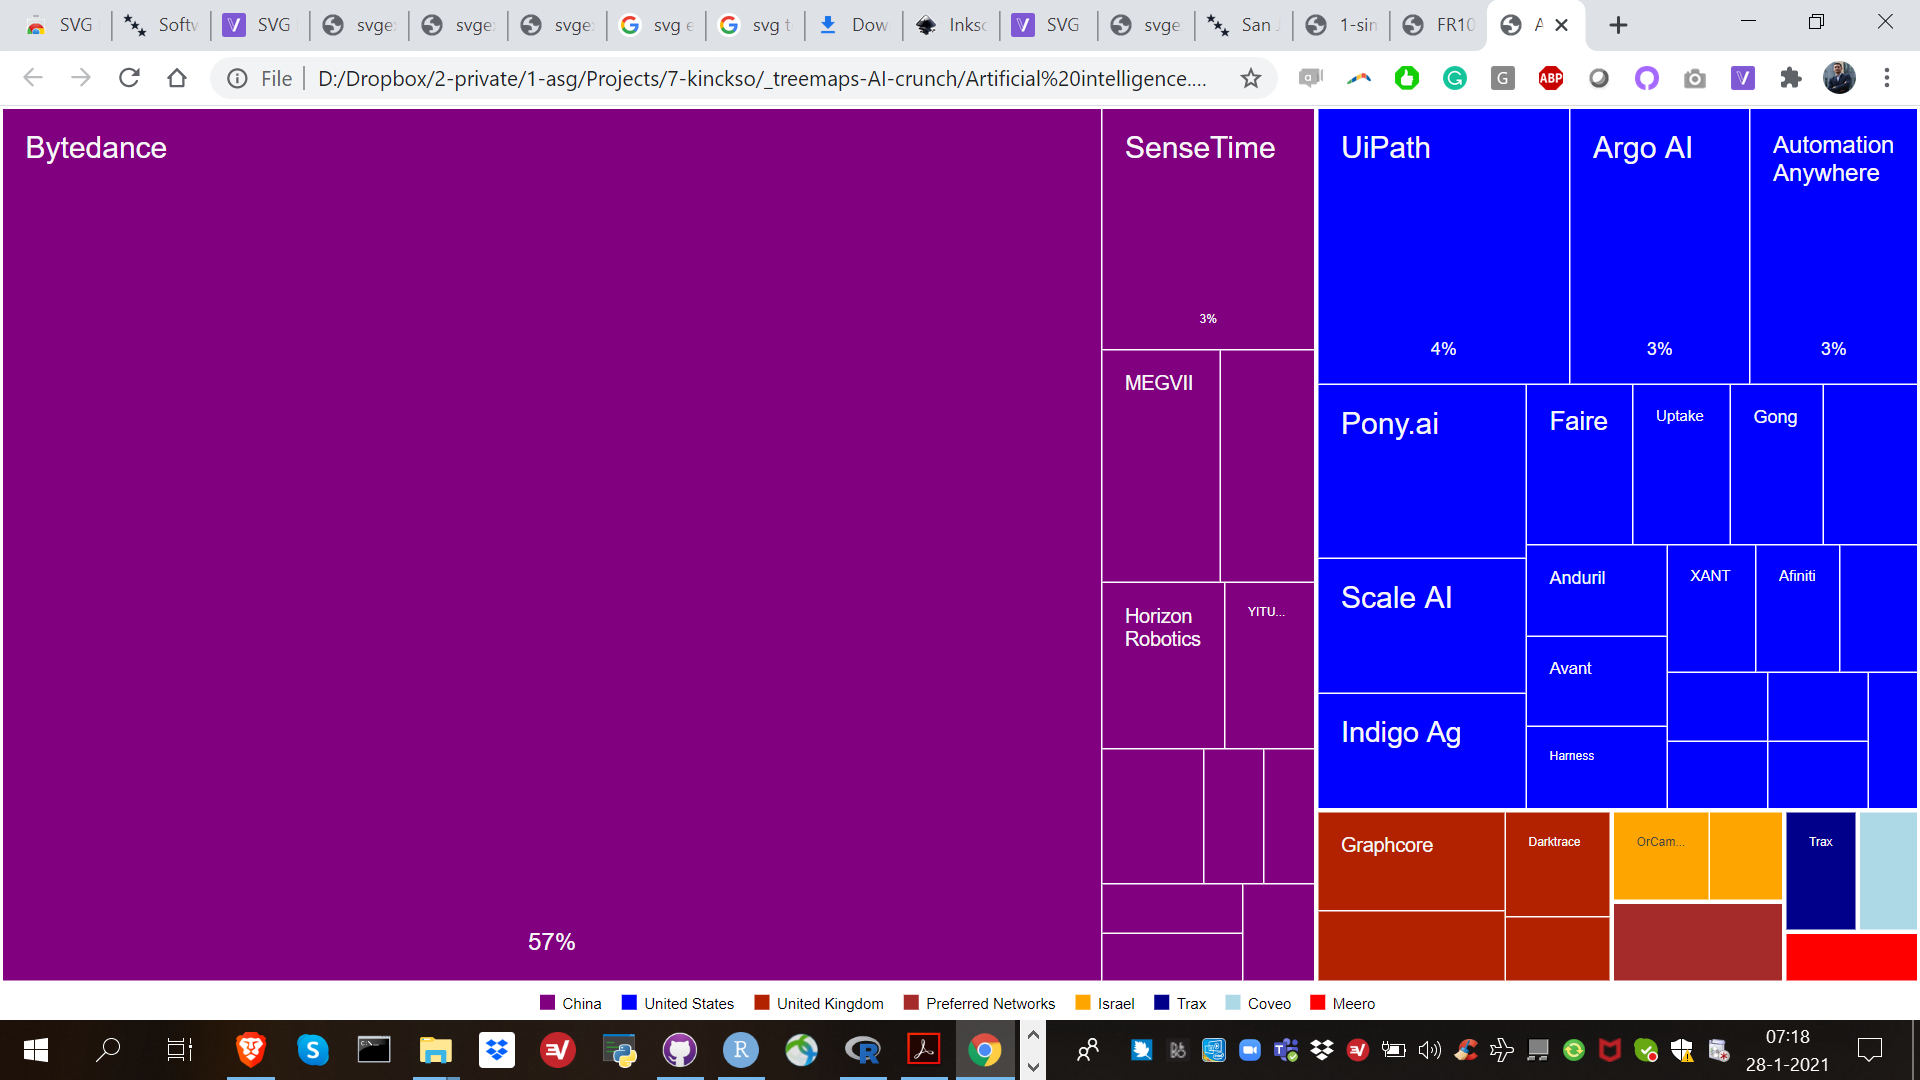 SVG
Softw
SVG
svge
svge
svge
svg e
svg t
Dow
Inksc
SVG
svge
San J
1-sin
FR10
A
File
D:/Dropbox/2-private/1-asg/Projects/7-kinckso/_treemaps-AI-crunch/Artificial%20intelligence....
ABP
Bytedance
57%
SenseTime
3%
MEGVII
Horizon
Robotics
YITU...
UiPath
4%
Argo AI
3%
Automation
Anywhere
3%
Pony.ai
Faire
Uptake
Gong
Scale AI
Anduril
XANT
Afiniti
Avant
Indigo Ag
Harness
Graphcore
Darktrace
OrCam...
Trax
China
United States
United Kingdom
Preferred Networks
Israel
Trax
Coveo
Meero
07:18
28-1-2021